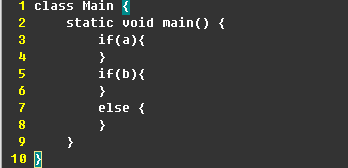 1 class Main {
2     static void main() {
3         if(a){
4         }
5         if(b){
6         }
7         else {
8         }
9     }
10 }